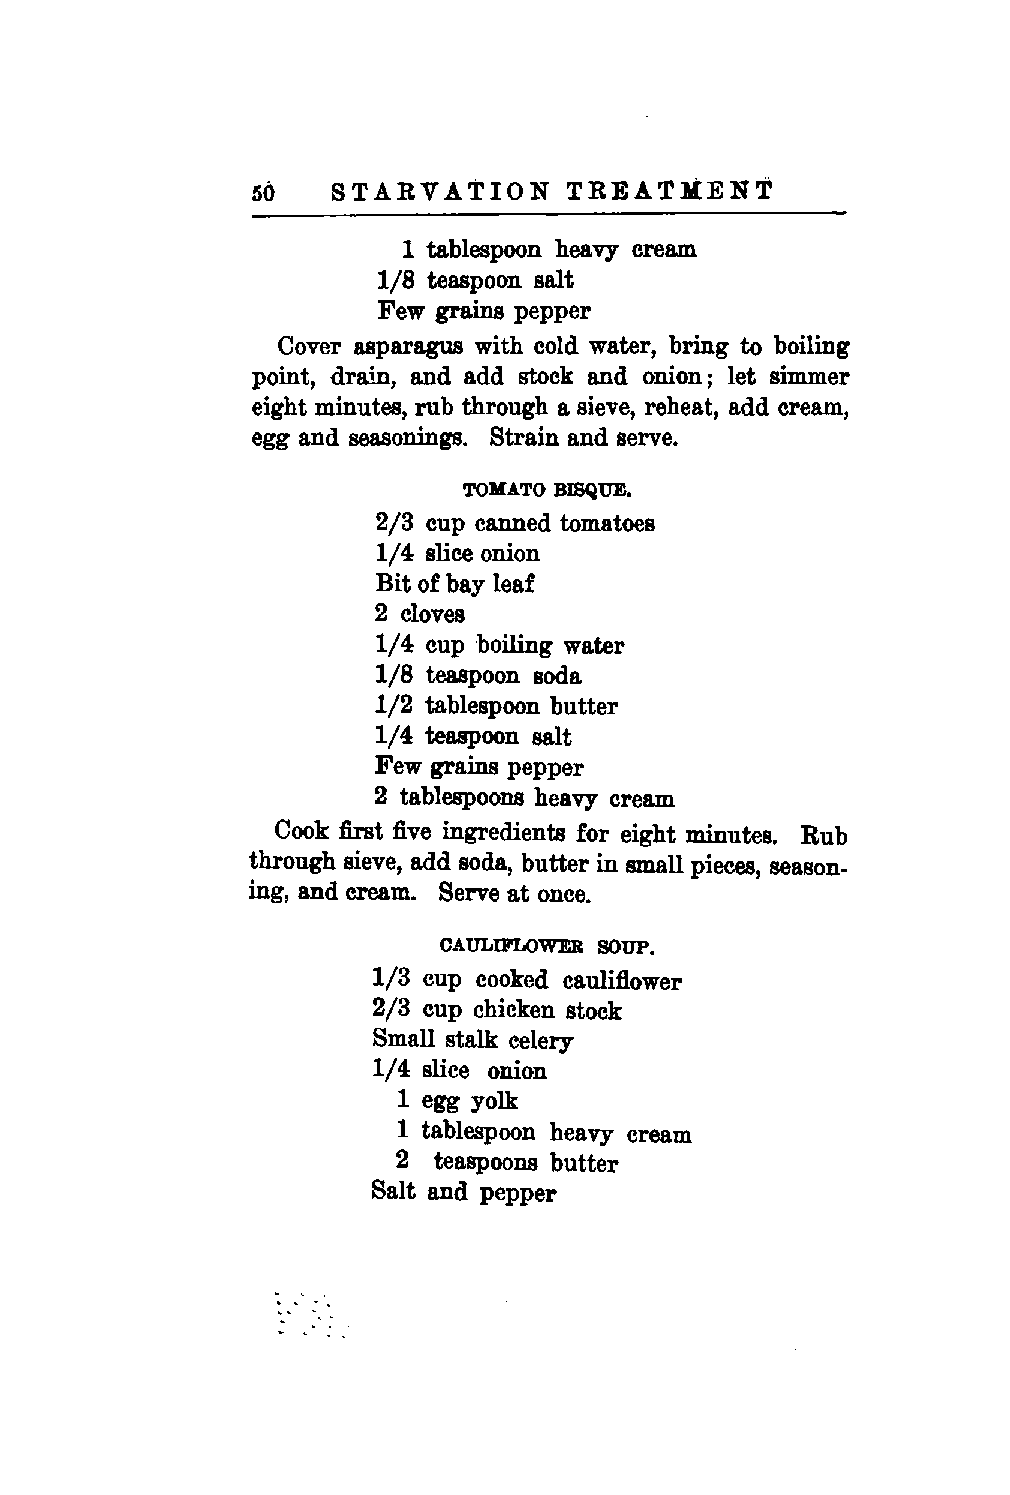 50 STARVATION TREATMENT
1 tablespoon heavy cream
1/8 teaspoon salt
Few grains pepper
Cover asparagus with cold water, bring to boiling
point, drain, and add stock and onion; let simmer
eight minutes, rub through a sieve, reheat, add cream,
egg and seasonings. Strain and serve.
TOMATO BISQUE.
2/3 cup canned tomatoes
1/4 slice onion
Bit of bay leaf
2 cloves
1/4 cup boiling water
1/8 teaspoon soda
1/2 tablespoon butter
1/4 teaspoon salt
Few grains pepper
2 tablespoons heavy cream
Cook first five ingredients for eight minutes. Rub
through sieve, add soda, butter in small pieces, season-
ing, and cream. Serve at once.
CAULIFLOWER SOUP.
1/3 cup cooked cauliflower
2/3 cup chicken stock
Small stalk celery
1/4 slice onion
1 egg yolk
1 tablespoon heavy cream
2 teaspoons butter
Salt and pepper